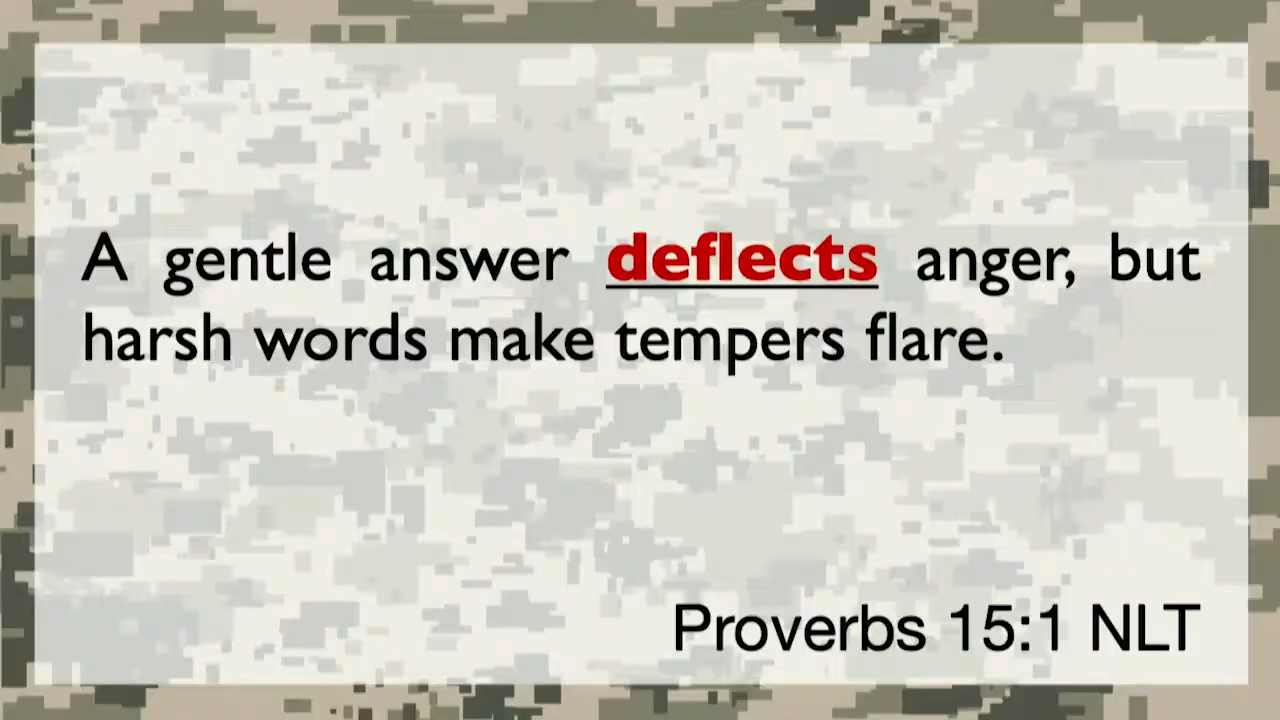 A gentle answer deflects anger, but
harsh words make tempers flare.
Proverbs 15:1 NLT